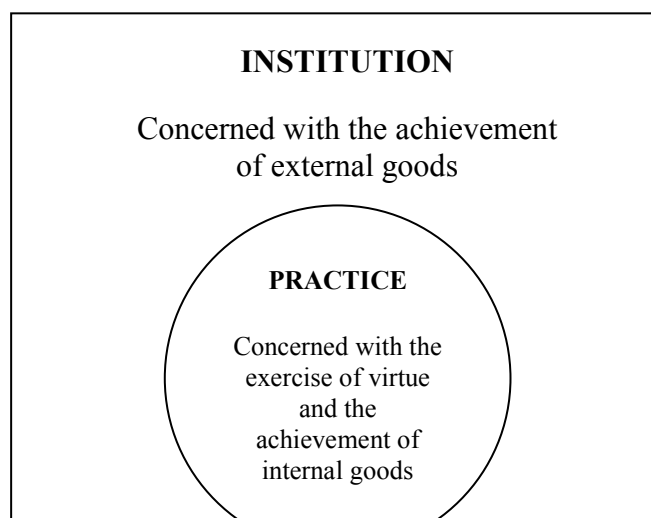 INSTITUTION
Concerned with the achievement
of external goods
PRACTICE
Concerned with the
exercise of virtue
and the
achievement of
internal goods